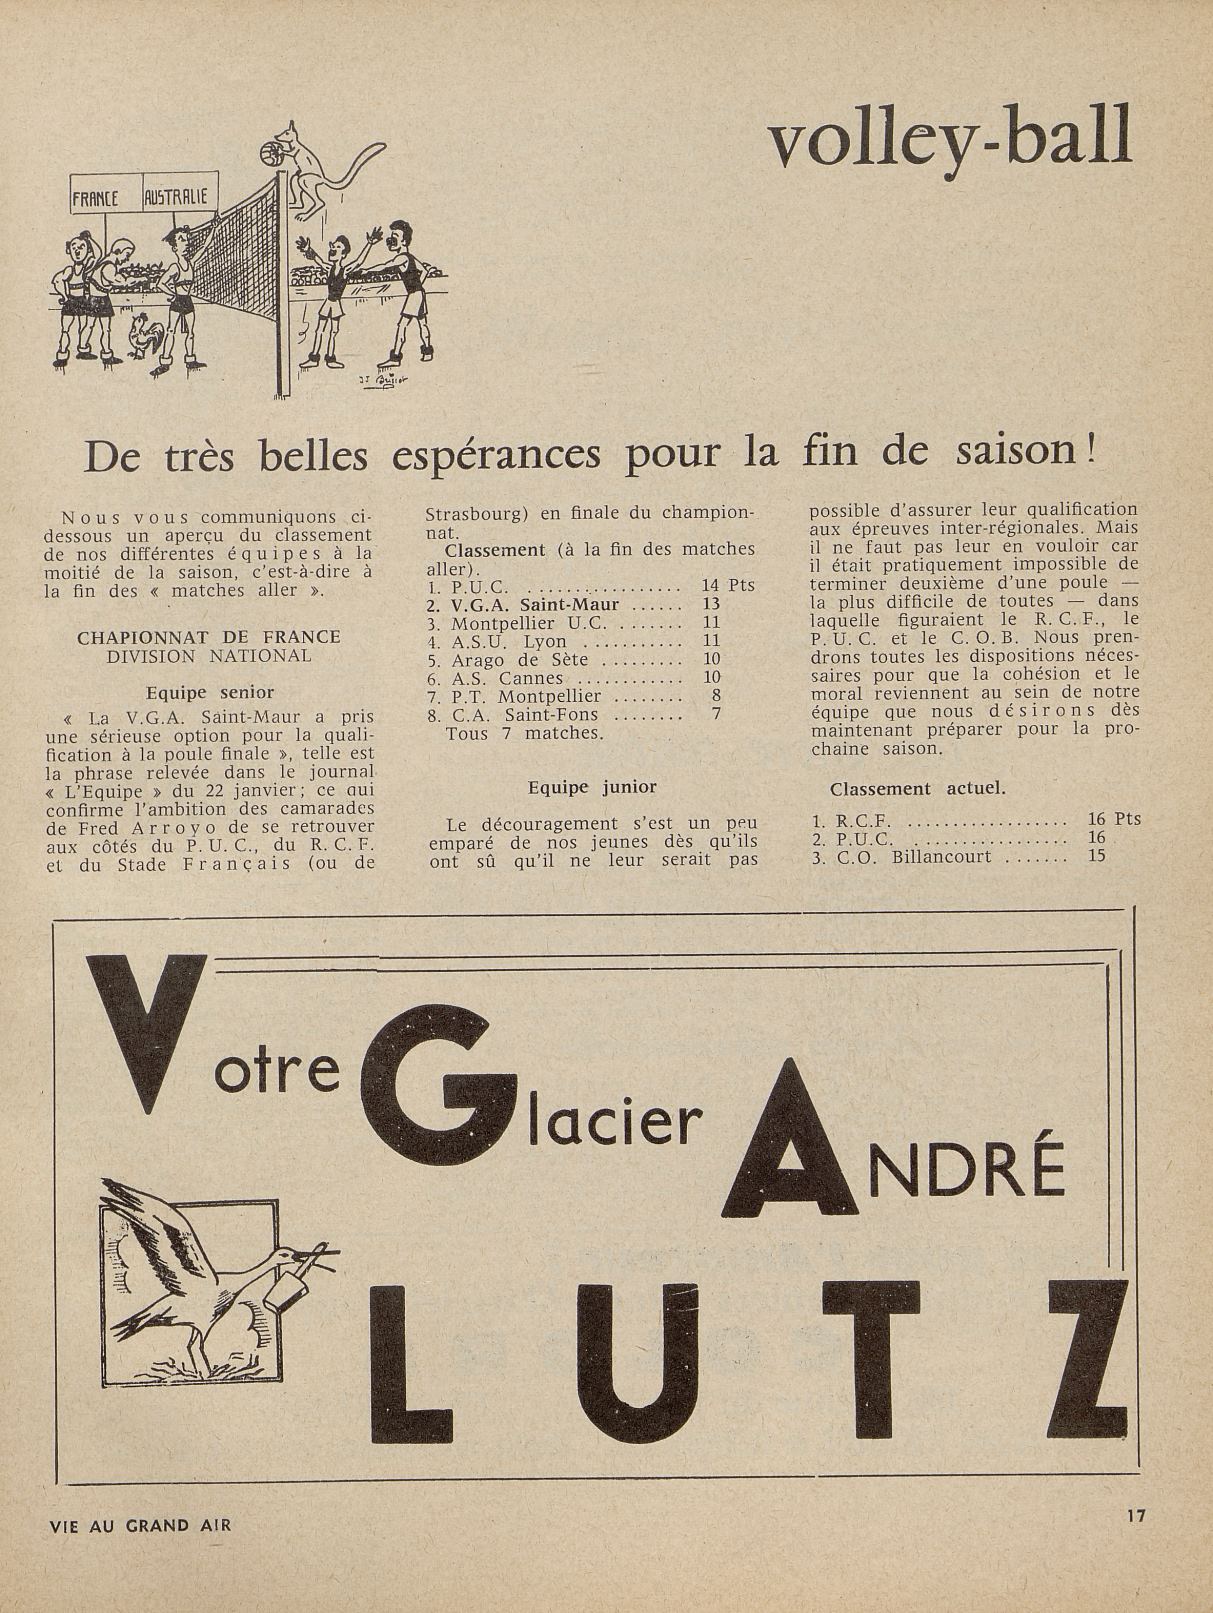 volley-ball
FRANCE AUSTRALIE
De très belles espérances pour la fin de saison !
Nous vous communiquons ci-
dessous un aperçu du classement
de nos différentes équipes à la
moitié de la saison, c'est-à-dire à
la fin des « matches aller ».
CHAPIONNAT DE FRANCE
DIVISION NATIONAL
Equipe senior
« La V.G.A. Saint-Maur a pris
une sérieuse option pour la quali-
fication à la poule finale », telle est
la phrase relevée dans le journal
« L'Equipe » du 22 janvier ; ce qui
confirme l'ambition des camarades
de Fred Arroyo de se retrouver
aux côtés du P.U.C., du R.C.F.
et du Stade Français (ou de
Strasbourg) en finale du champion-
nat.
Classement (à la fin des matches
aller).
1. P.U.C. ................ 14 Pts
2. V.G.A. Saint-Maur ...... 13
3. Montpellier U.C. ........ 11
4. A.S.U. Lyon ........... 11
5. Arago de Sète ......... 10
6. A.S. Cannes ............ 10
7. P.T. Montpellier ........ 8
8. C.A. Saint-Fons ........ 7
Tous 7 matches.
Equipe junior
Le découragement s'est un peu
emparé de nos jeunes dès qu'ils
ont sû qu'il ne leur serait pas
possible d'assurer leur qualification
aux épreuves inter-régionales. Mais
il ne faut pas leur en vouloir car
il était pratiquement impossible de
terminer deuxième d'une poule —
la plus difficile de toutes — dans
laquelle figuraient le R.C.F., le
P.U.C. et le C.O.B. Nous pren-
drons toutes les dispositions néces-
saires pour que la cohésion et le
moral reviennent au sein de notre
équipe que nous désirons dès
maintenant préparer pour la pro-
chaine saison.
Classement actuel.
1. R.C.F. .................. 16 Pts
2. P.U.C. ................. 16
3. C.O. Billancourt ....... 15
Votre Glacier ANDRÉ
LUTZ
VIE AU GRAND AIR
17